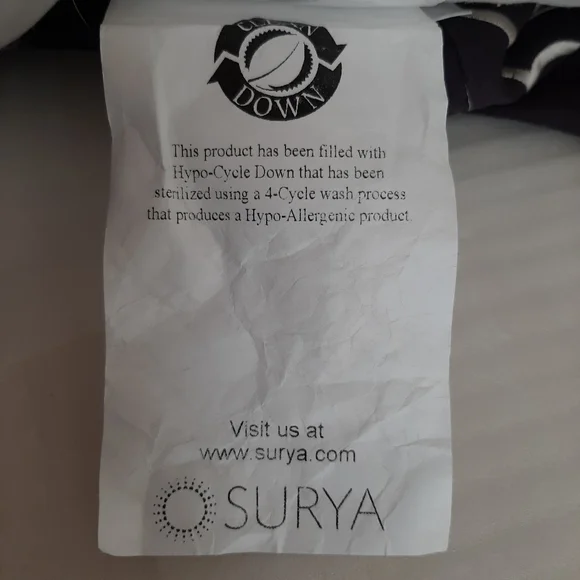 CLEAN
DOWN
This product has been filled with
Hypo-Cycle Down that has been
sterilized using a 4-Cycle wash process
that produces a Hypo-Allergenic product.
Visit us at
www.surya.com
SURYA